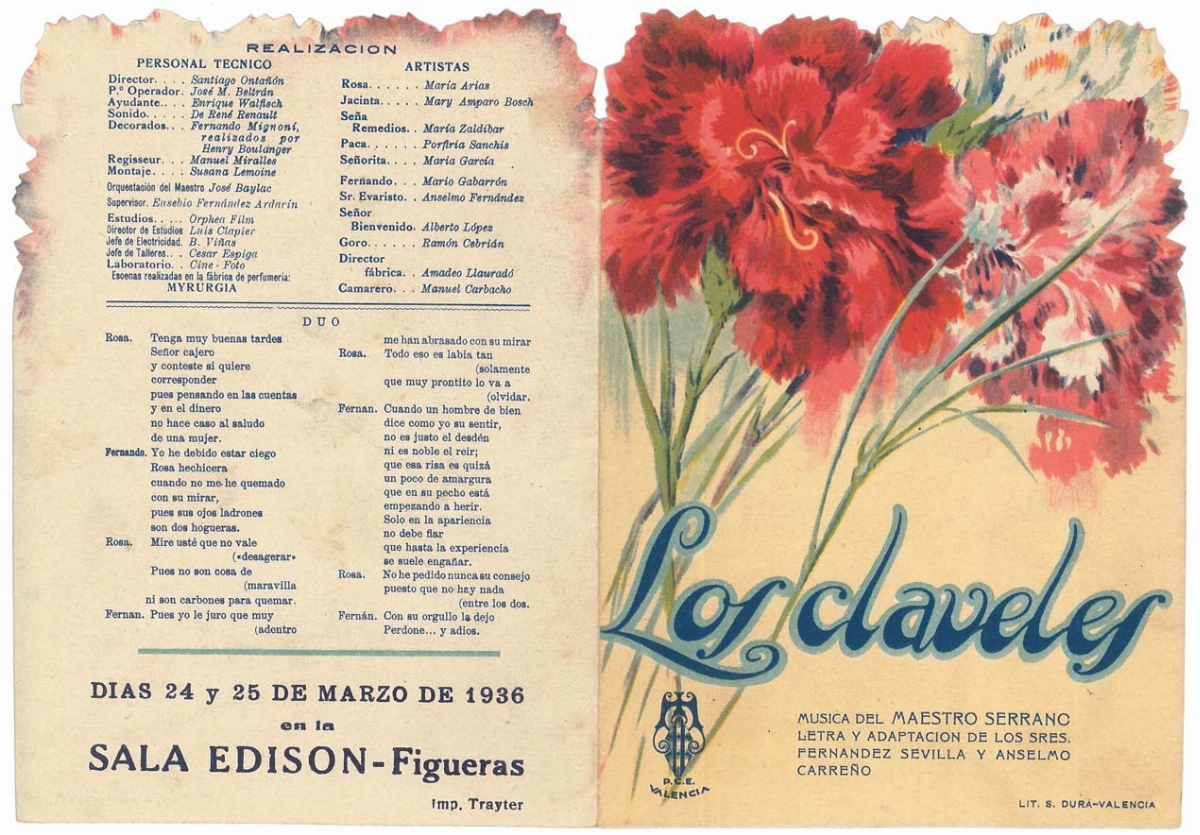 REALIZACION
PERSONAL TECNICO
Director. . . . Santiago Ontañón
P.º Operador. José M. Beltrán
Ayudante. . . Enrique Walfisch
Sonido. . . . De René Renault
Decorados. . . Fernando Mignoni,
realizados por
Henry Boulanger
Regisseur. . . Manuel Miralles
Montaje. . . . Susana Lemoine
Orquestación del Maestro José Baylac
Supervisor. Eusebio Fernández Ardarín
Estudios. . . . . Orphea Film
Director de Estudios Luis Clapier
Jefe de Electricidad. B. Viñas
Jefe de Talleres. . Cesar Espiga
Laboratorio. . Cine - Foto
Escenas realizadas en la fábrica de perfumeria:
MYRURGIA
ARTISTAS
Rosa. . . . . . María Arias
Jacinta. . . . Mary Amparo Bosch
Seña
Remedios. . María Zaldibar
Paca. . . . . . Porfiria Sanchis
Señorita. . . . Maria García
Fernando. . . Mario Gabarrón
Sr. Evaristo. . Anselmo Fernández
Señor
Bienvenido. Alberto López
Goro. . . . . . Ramón Cebrián
Director
fábrica. . Amadeo Llauradó
Camarero. . . Manuel Carbacho
DUO
Rosa. Tenga muy buenas tardes
Señor cajero
y conteste si quiere
corresponder
pues pensando en las cuentas
y en el dinero
no hace caso al saludo
de una mujer.
Fernando. Yo he debido estar ciego
Rosa hechicera
cuando no me he quemado
con su mirar,
pues sus ojos ladrones
son dos hogueras.
Rosa. Mire usté que no vale
(«desagerar»
Pues no son cosa de
(maravilla
ni son carbones para quemar.
Fernan. Pues yo le juro que muy
(adentro
me han abrasado con su mirar
Rosa. Todo eso es labia tan
(solamente
que muy prontito lo va a
(olvidar.
Fernan. Cuando un hombre de bien
dice como yo su sentir,
no es justo el desdén
ni es noble el reir;
que esa risa es quizá
un poco de amargura
que en su pecho está
empezando a herir.
Solo en la apariencia
no debe fiar
que hasta la experiencia
se suele engañar.
Rosa. No he pedido nunca su consejo
puesto que no hay nada
(entre los dos.
Fernán. Con su orgullo la dejo
Perdone... y adios.
DIAS 24 y 25 DE MARZO DE 1936
en la
SALA EDISON-Figueras
Imp. Trayter
Los claveles
MUSICA DEL MAESTRO SERRANO
LETRA Y ADAPTACION DE LOS SRES.
FERNANDEZ SEVILLA Y ANSELMO
CARREÑO
P.C.E.
VALENCIA
LIT. S. DURÁ-VALENCIA